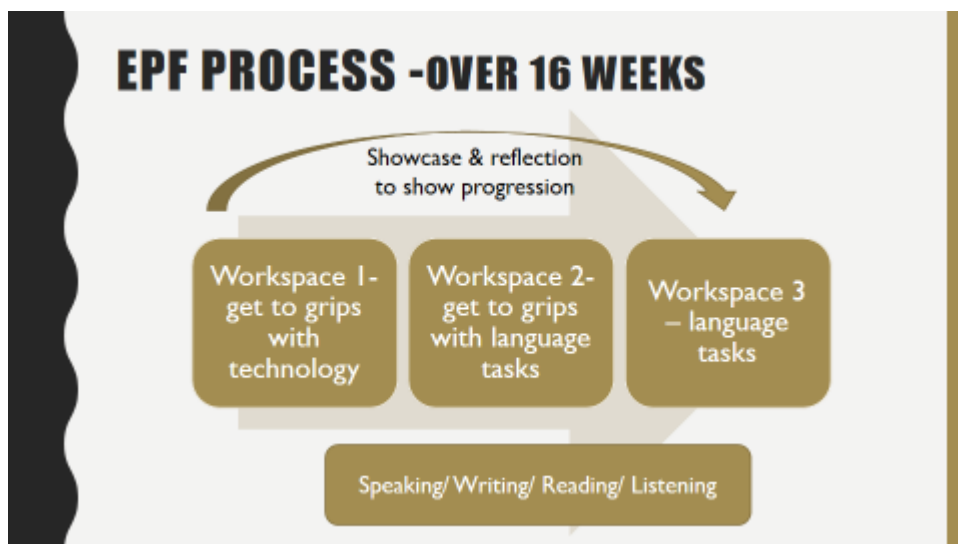 EPF PROCESS -OVER 16 WEEKS
Showcase & reflection
to show progression
Workspace 1-
get to grips
with
technology
Workspace 2-
get to grips
with language
tasks
Workspace 3
– language
tasks
Speaking/ Writing/ Reading/ Listening